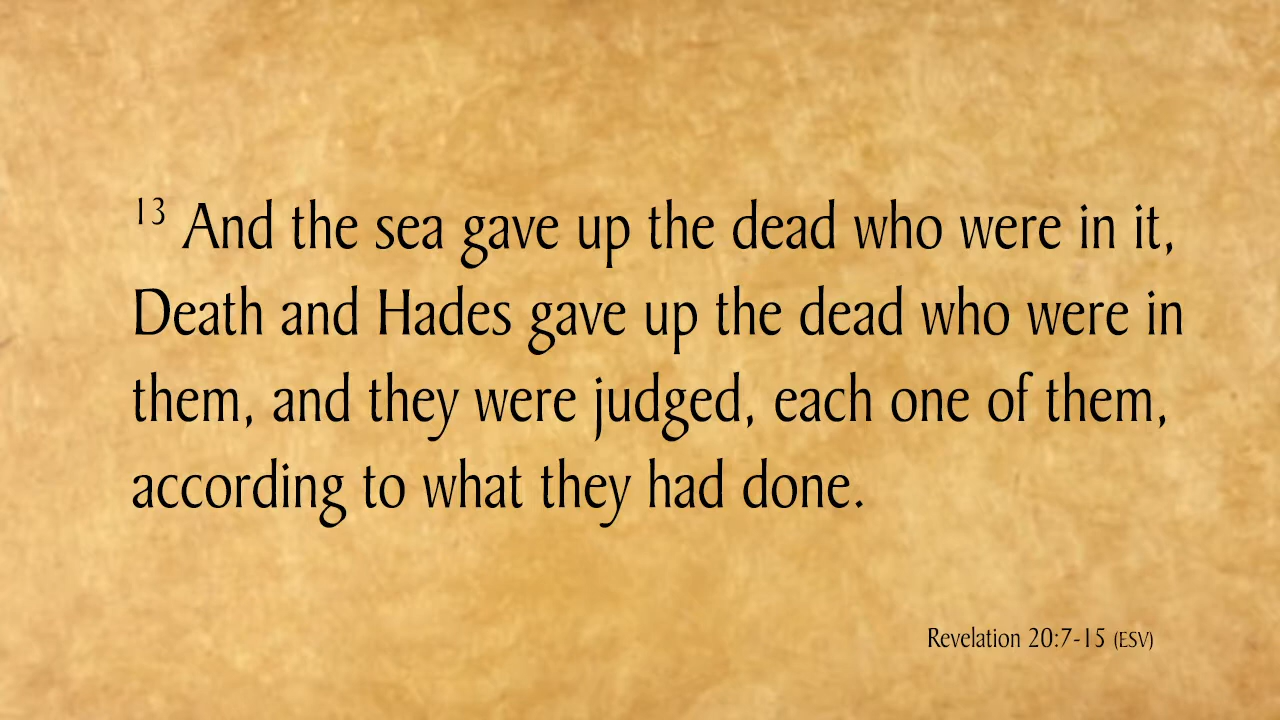 13 And the sea gave up the dead who were in it,
Death and Hades gave up the dead who were in
them, and they were judged, each one of them,
according to what they had done.
Revelation 20:7-15 (ESV)